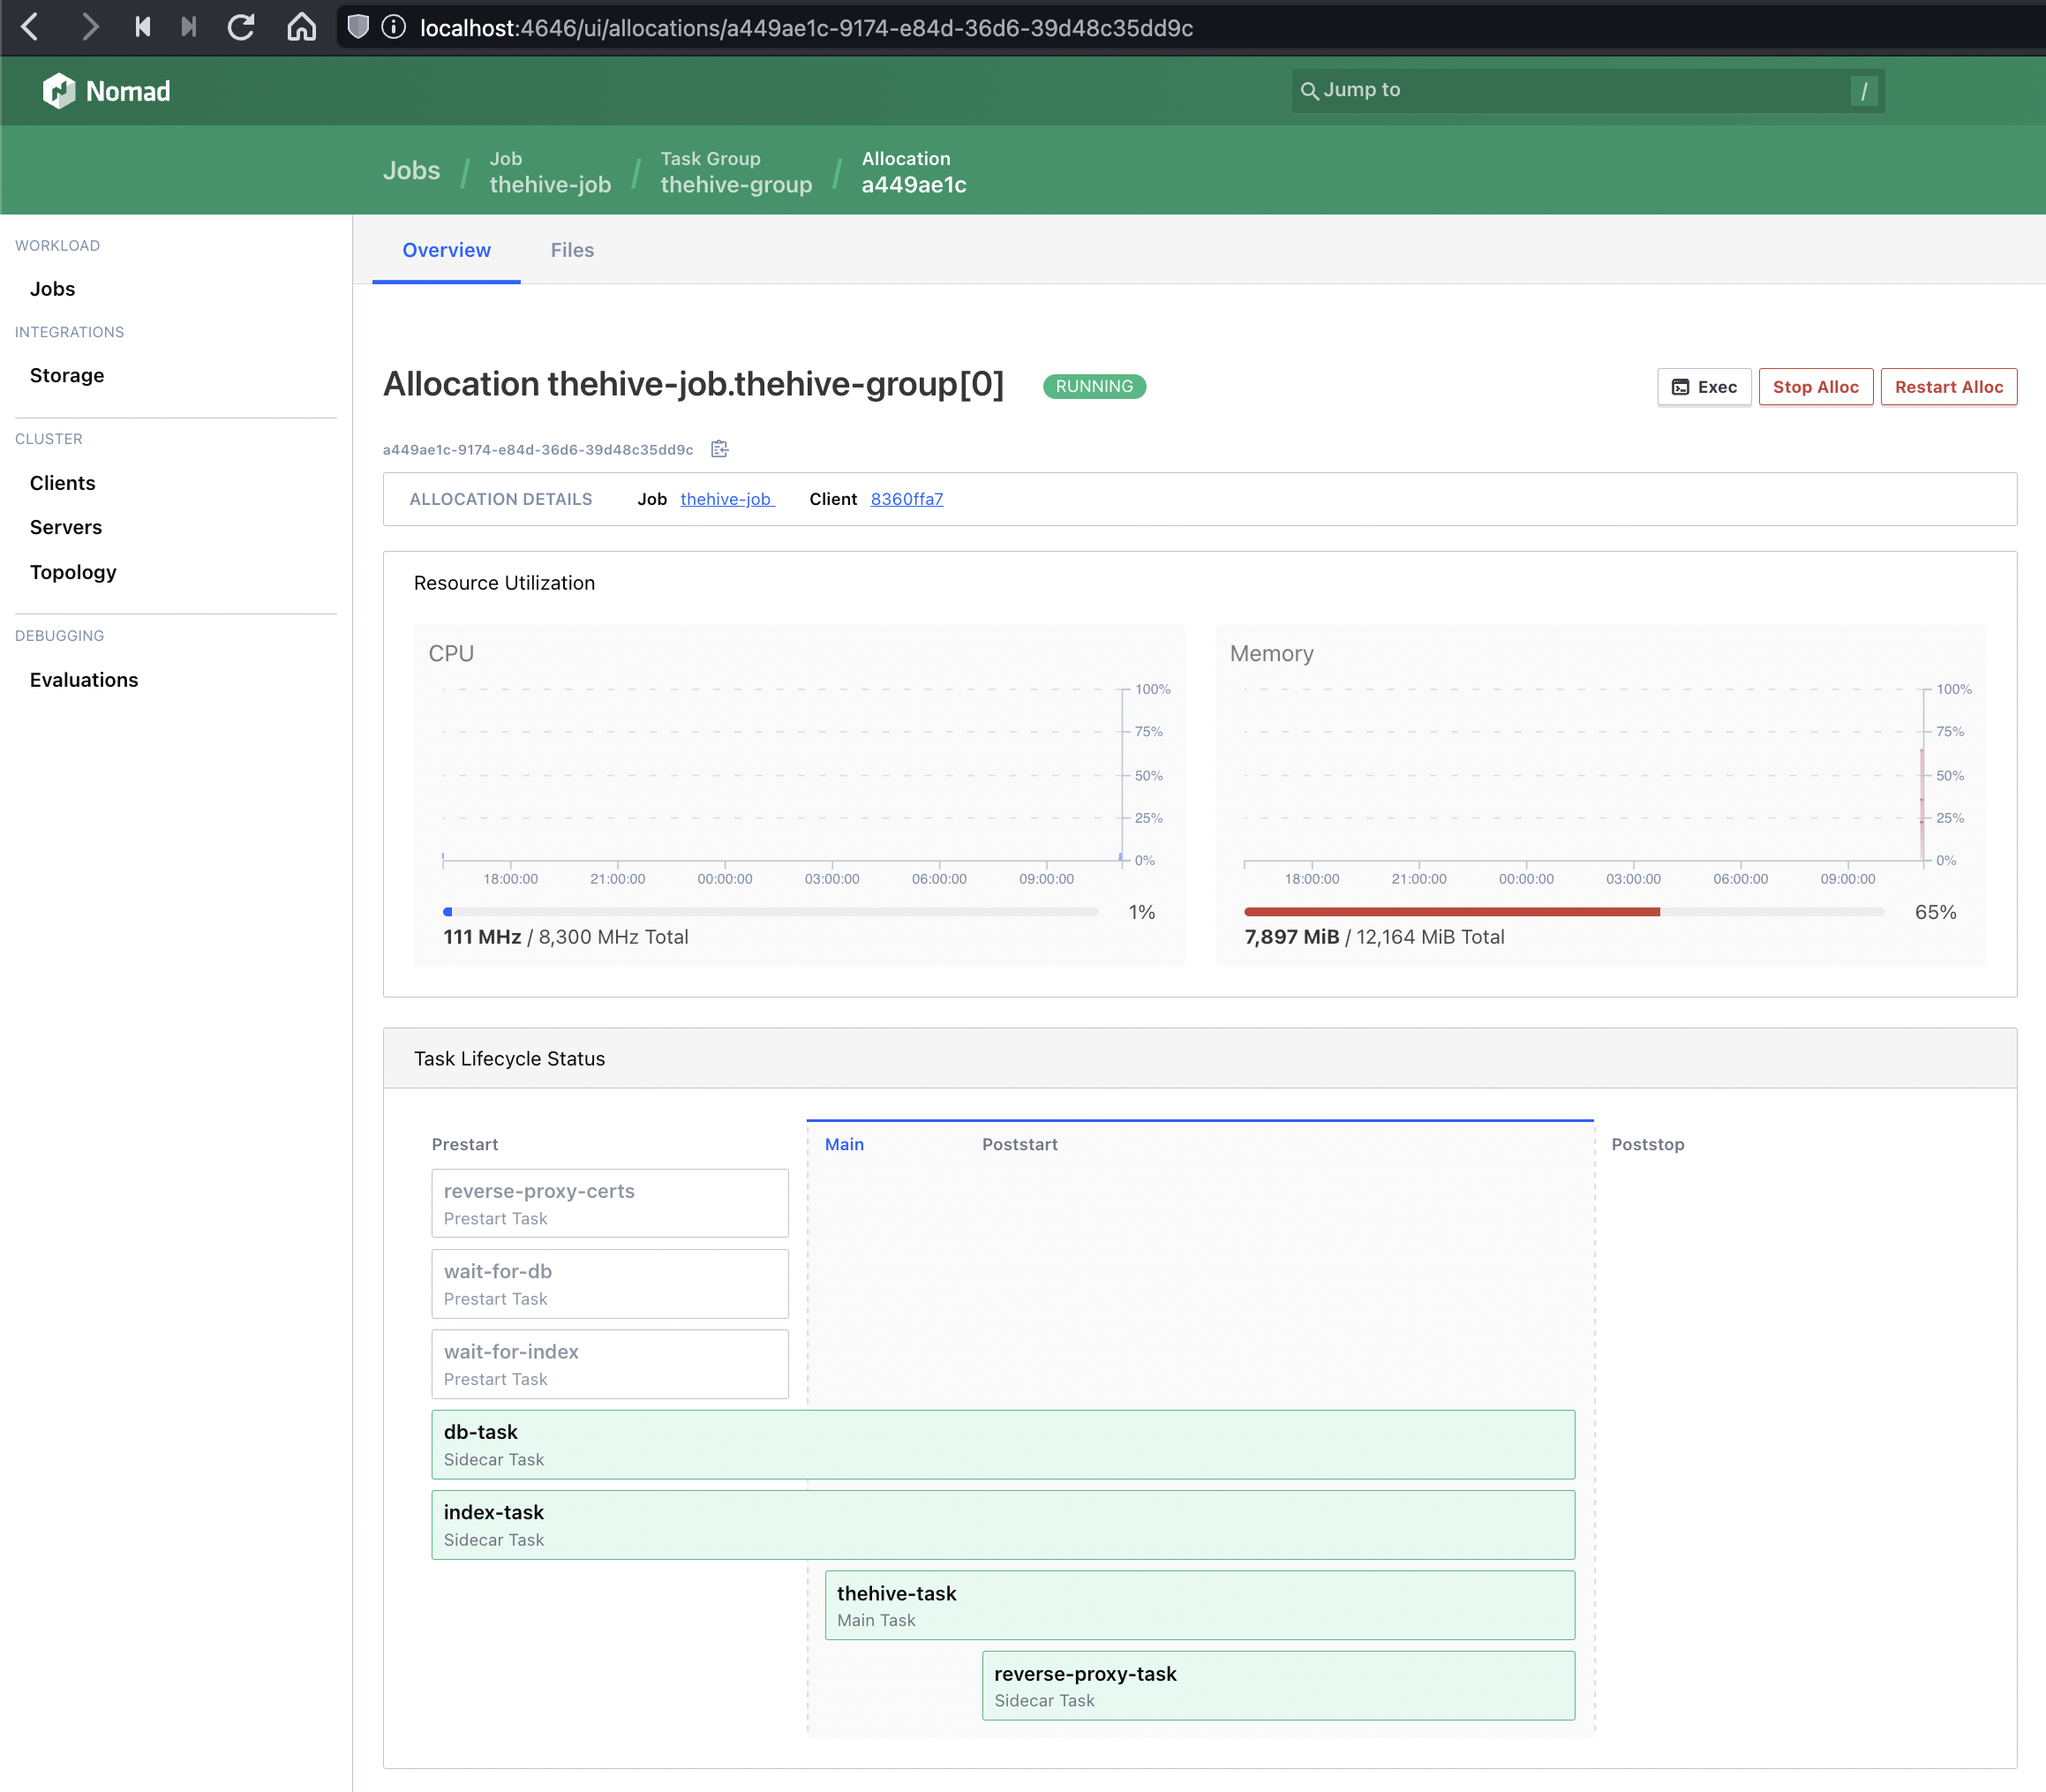 localhost:4646/ui/allocations/a449ae1c-9174-e84d-36d6-39d48c35dd9c
Nomad
Jump to
/
Jobs / Job thehive-job / Task Group thehive-group / Allocation a449ae1c
WORKLOAD
Jobs
INTEGRATIONS
Storage
CLUSTER
Clients
Servers
Topology
DEBUGGING
Evaluations
Overview Files
Allocation thehive-job.thehive-group[0] RUNNING
Exec Stop Alloc Restart Alloc
a449ae1c-9174-e84d-36d6-39d48c35dd9c
ALLOCATION DETAILS Job thehive-job Client 8360ffa7
Resource Utilization
CPU
100%
75%
50%
25%
0%
18:00:00 21:00:00 00:00:00 03:00:00 06:00:00 09:00:00
1%
111 MHz / 8,300 MHz Total
Memory
100%
75%
50%
25%
0%
18:00:00 21:00:00 00:00:00 03:00:00 06:00:00 09:00:00
65%
7,897 MiB / 12,164 MiB Total
Task Lifecycle Status
Prestart Main Poststart Poststop
reverse-proxy-certs
Prestart Task
wait-for-db
Prestart Task
wait-for-index
Prestart Task
db-task
Sidecar Task
index-task
Sidecar Task
thehive-task
Main Task
reverse-proxy-task
Sidecar Task